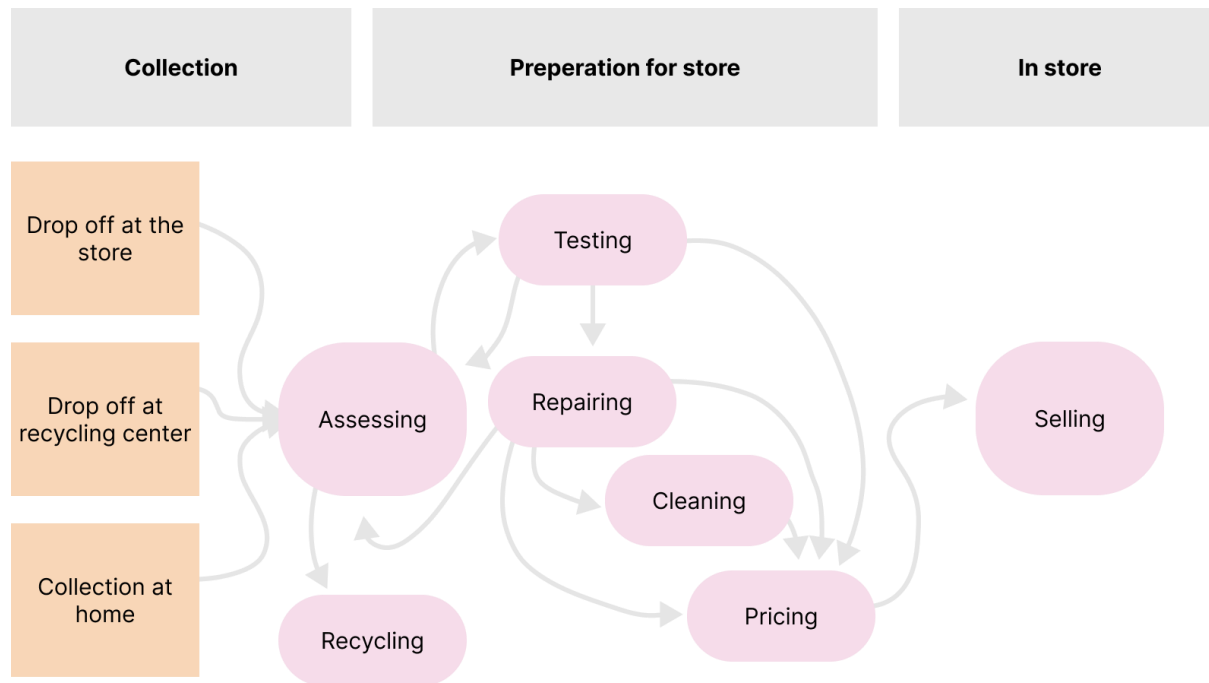 Collection
Preperation for store
In store
Drop off at the
store
Testing
Drop off at
recycling center
Assessing
Repairing
Selling
Cleaning
Collection at
home
Pricing
Recycling